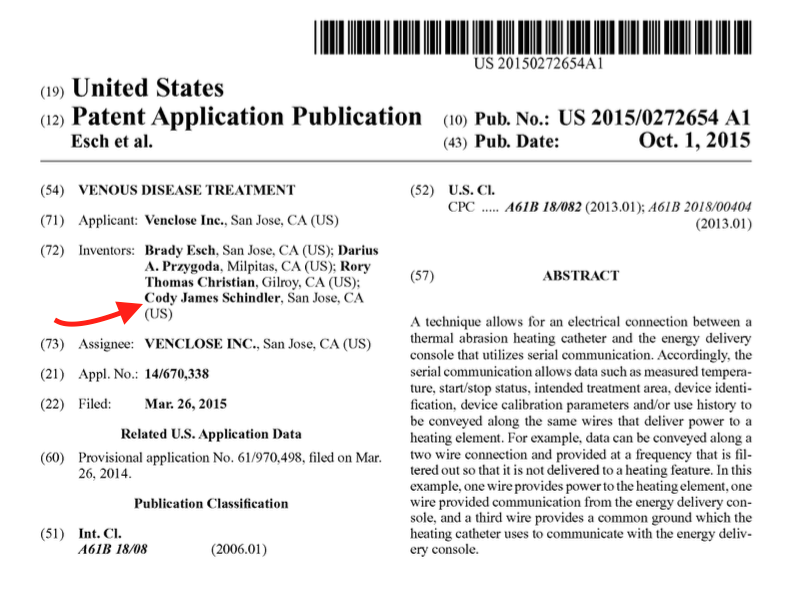 US 20150272654A1
(19) United States
(12) Patent Application Publication
Esch et al.
(10) Pub. No.: US 2015/0272654 A1
(43) Pub. Date: Oct. 1, 2015
(54) VENOUS DISEASE TREATMENT
(71) Applicant: Venclose Inc., San Jose, CA (US)
(72) Inventors: Brady Esch, San Jose, CA (US); Darius
A. Przygoda, Milpitas, CA (US); Rory
Thomas Christian, Gilroy, CA (US);
Cody James Schindler, San Jose, CA
(US)
(73) Assignee: VENCLOSE INC., San Jose, CA (US)
(21) Appl. No.: 14/670,338
(22) Filed: Mar. 26, 2015
Related U.S. Application Data
(60) Provisional application No. 61/970,498, filed on Mar.
26, 2014.
Publication Classification
(51) Int. Cl.
A61B 18/08 (2006.01)
(52) U.S. Cl.
CPC ..... A61B 18/082 (2013.01); A61B 2018/00404
(2013.01)
(57) ABSTRACT
A technique allows for an electrical connection between a
thermal abrasion heating catheter and the energy delivery
console that utilizes serial communication. Accordingly, the
serial communication allows data such as measured tempera-
ture, start/stop status, intended treatment area, device identi-
fication, device calibration parameters and/or use history to
be conveyed along the same wires that deliver power to a
heating element. For example, data can be conveyed along a
two wire connection and provided at a frequency that is fil-
tered out so that it is not delivered to a heating feature. In this
example, one wire provides power to the heating element, one
wire provided communication from the energy delivery con-
sole, and a third wire provides a common ground which the
heating catheter uses to communicate with the energy deliv-
ery console.